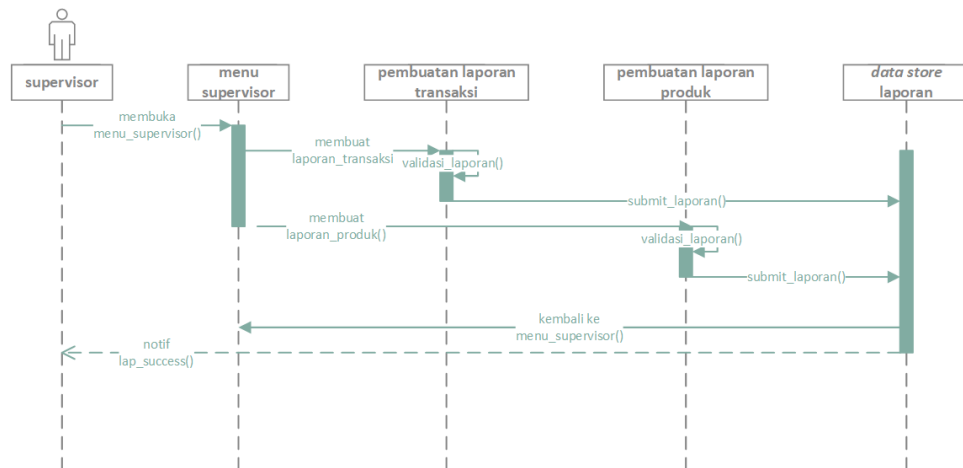 supervisor
menu
supervisor
pembuatan laporan
transaksi
pembuatan laporan
produk
data store
laporan
membuka
menu_supervisor()
membuat
laporan_transaksi
validasi_laporan()
submit_laporan()
membuat
laporan_produk()
validasi_laporan()
submit_laporan()
kembali ke
menu_supervisor()
notif
lap_success()